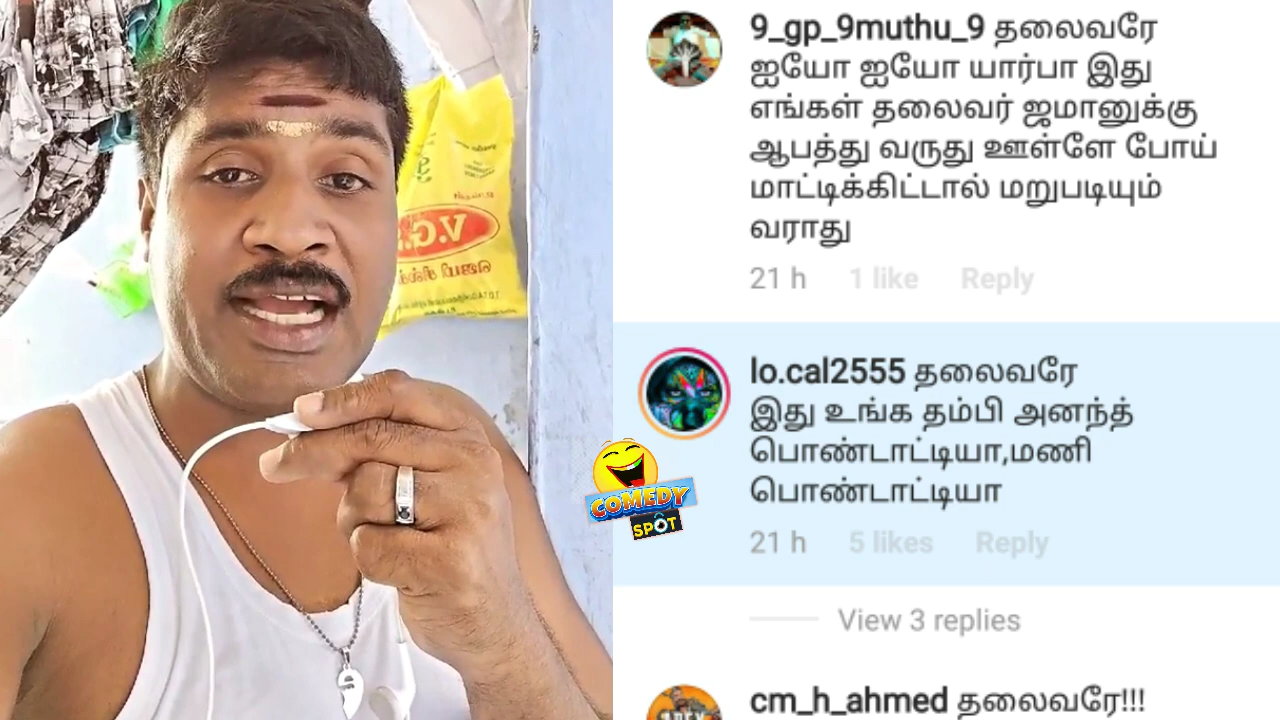 9_gp_9muthu_9 தலைவரே
ஐயோ ஐயோ யார்பா இது
எங்கள் தலைவர் ஜமானுக்கு
ஆபத்து வருது ஊள்ளே போய்
மாட்டிக்கிட்டால் மறுபடியும்
வராது
21 h 1 like Reply
lo.cal2555 தலைவரே
இது உங்க தம்பி அனந்த்
பொண்டாட்டியா,மணி
பொண்டாட்டியா
21 h 5 likes Reply
View 3 replies
cm_h_ahmed தலைவரே!!!
COMEDY
SPOT
V.G.